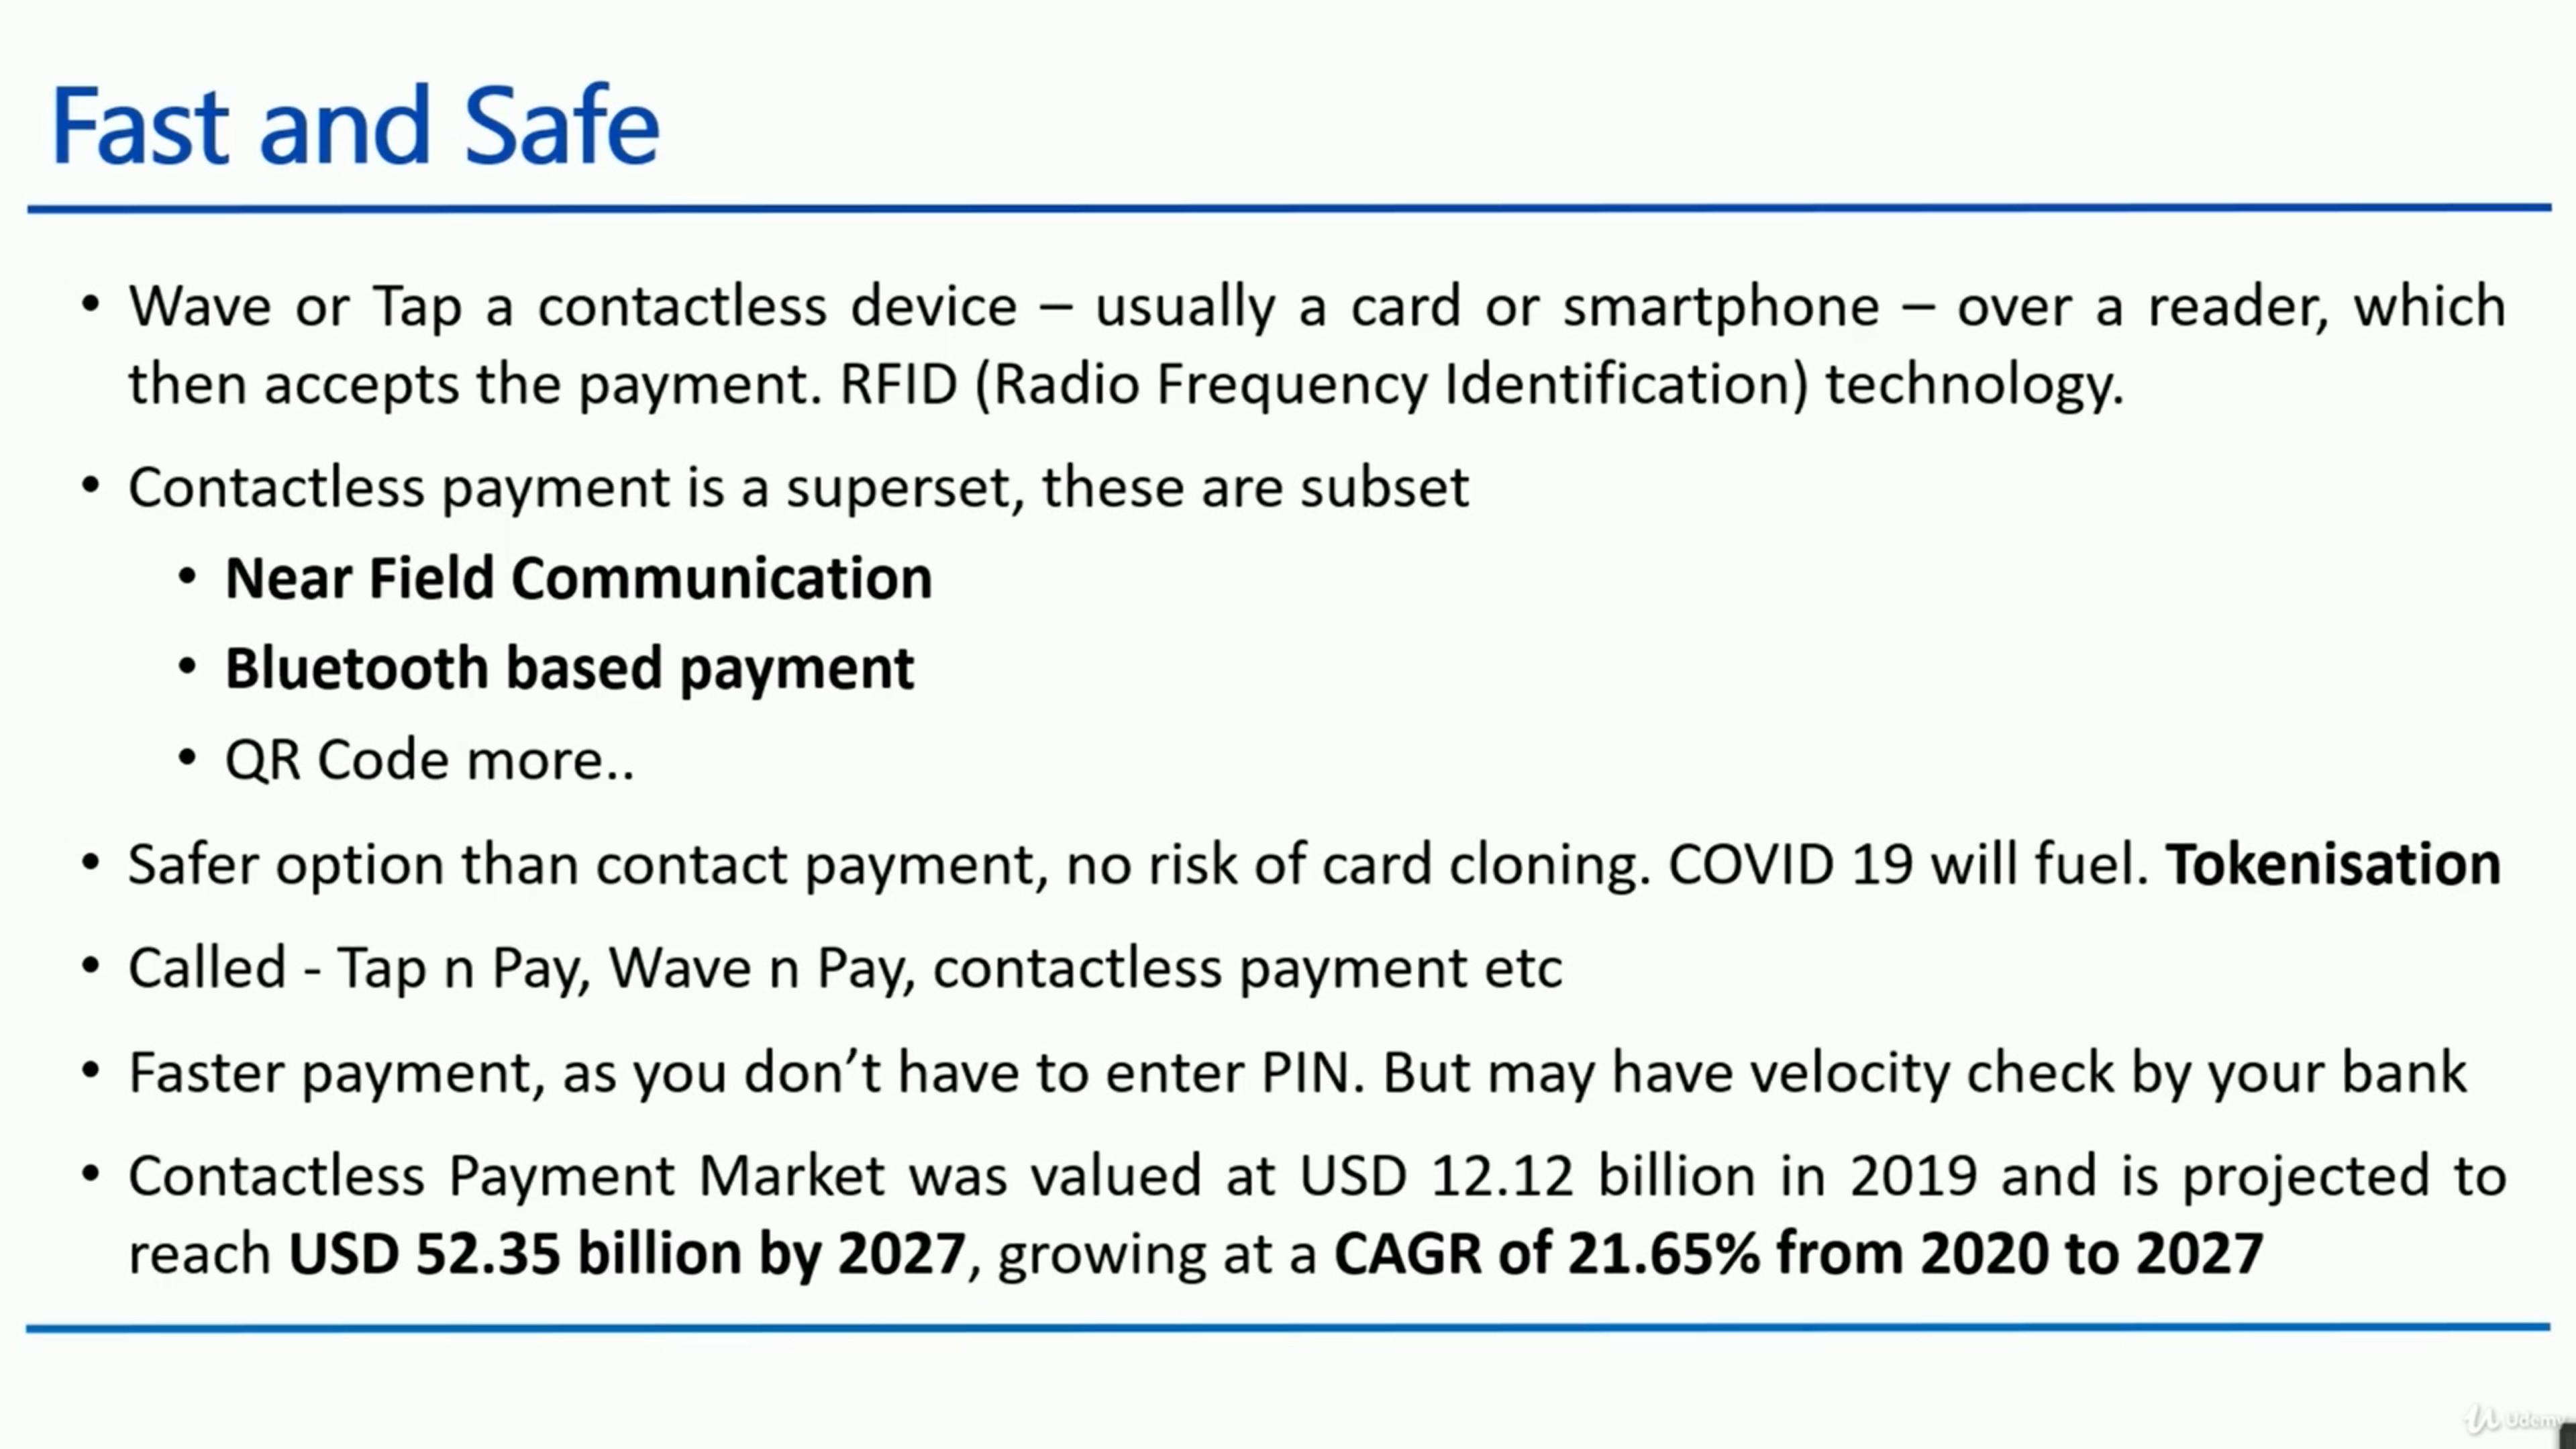 Fast and Safe
• Wave or Tap a contactless device – usually a card or smartphone – over a reader, which
then accepts the payment. RFID (Radio Frequency Identification) technology.
• Contactless payment is a superset, these are subset
• Near Field Communication
• Bluetooth based payment
• QR Code more..
• Safer option than contact payment, no risk of card cloning. COVID 19 will fuel. Tokenisation
• Called - Tap n Pay, Wave n Pay, contactless payment etc
• Faster payment, as you don’t have to enter PIN. But may have velocity check by your bank
• Contactless Payment Market was valued at USD 12.12 billion in 2019 and is projected to
reach USD 52.35 billion by 2027, growing at a CAGR of 21.65% from 2020 to 2027
Udemy